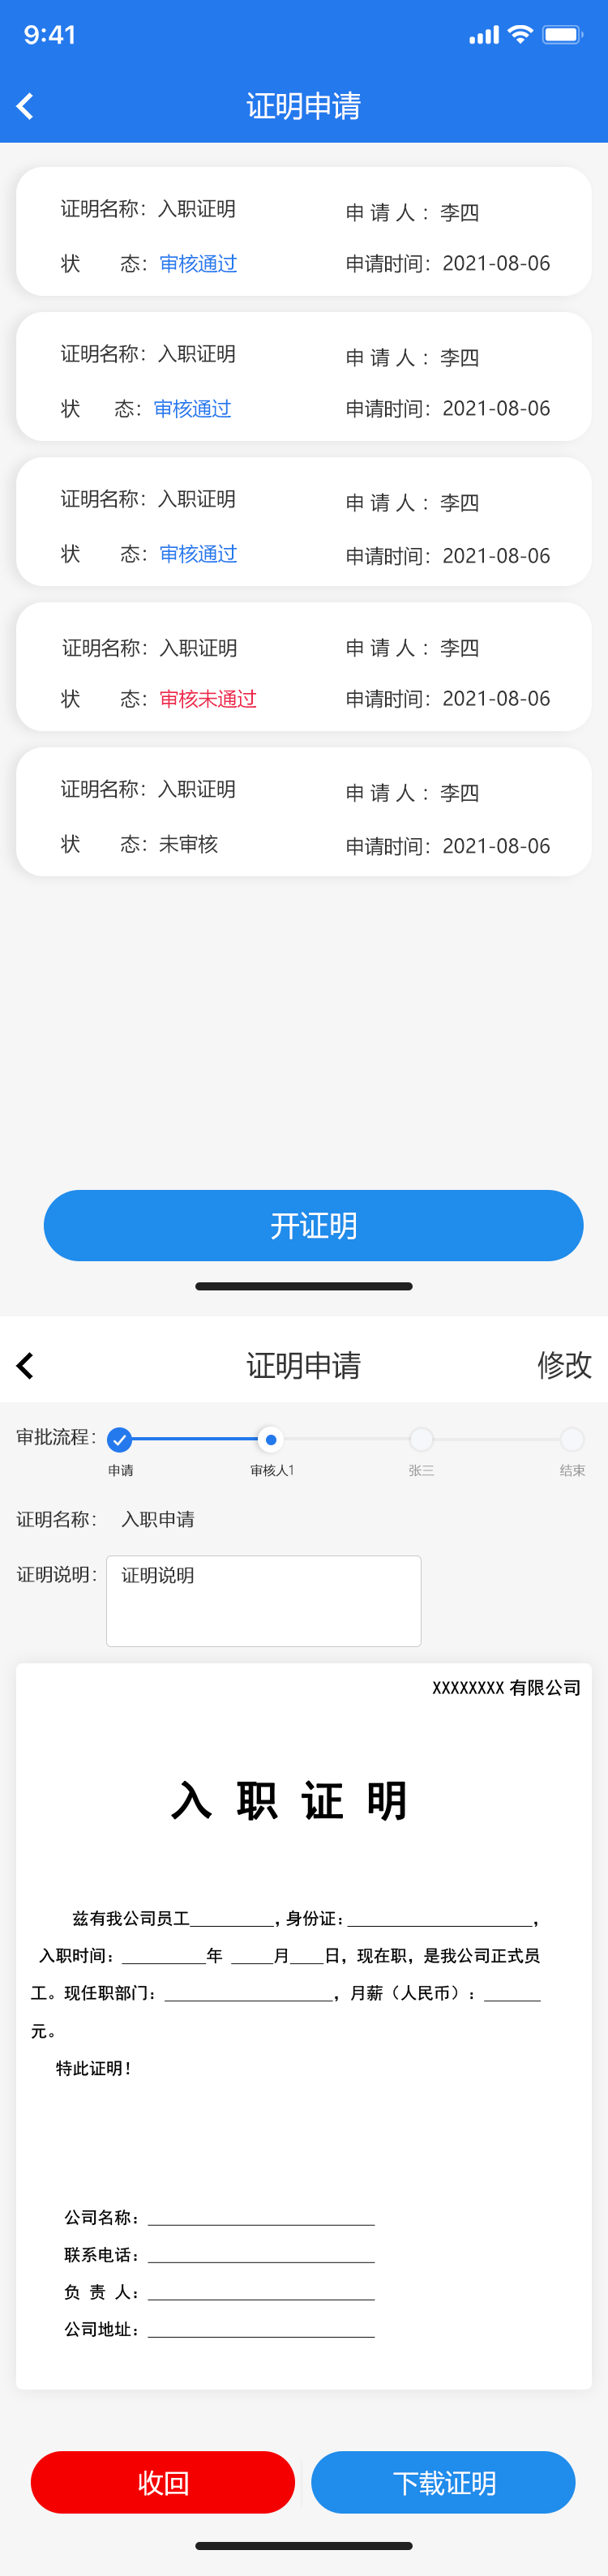 9:41
证明申请
证明名称：入职证明 申 请 人 ：李四
状 态：审核通过 申请时间：2021-08-06
证明名称：入职证明 申 请 人 ：李四
状 态：审核通过 申请时间：2021-08-06
证明名称：入职证明 申 请 人 ：李四
状 态：审核通过 申请时间：2021-08-06
证明名称：入职证明 申 请 人 ：李四
状 态：审核未通过 申请时间：2021-08-06
证明名称：入职证明 申 请 人 ：李四
状 态：未审核 申请时间：2021-08-06
开证明
证明申请 修改
审批流程：
申请 审核人1 张三 结束
证明名称： 入职申请
证明说明： 证明说明
XXXXXXXX 有限公司
入 职 证 明
兹有我公司员工__________，身份证：______________________，
入职时间：__________年 _____月____日，现在职，是我公司正式员
工。现任职部门：____________________，月薪（人民币）：_______
元。
特此证明！
公司名称：___________________________
联系电话：___________________________
负 责 人：___________________________
公司地址：___________________________
收回 下载证明